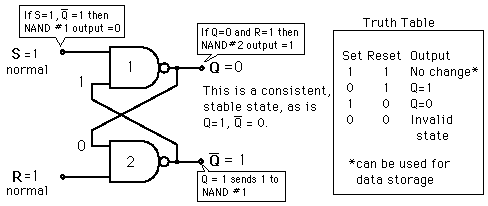 If S=1, Q̅=1 then
NAND #1 output =0
S=1
normal
1
1
If Q=0 and R=1 then
NAND#2 output =1
Q=0
This is a consistent,
stable state, as is
Q=1, Q̅ = 0.
0
2
Q̅ = 1
R=1
normal
Q = 1 sends 1 to
NAND #1
Truth Table
Set Reset Output
1 1 No change*
0 1 Q=1
1 0 Q=0
0 0 Invalid
state
*can be used for
data storage